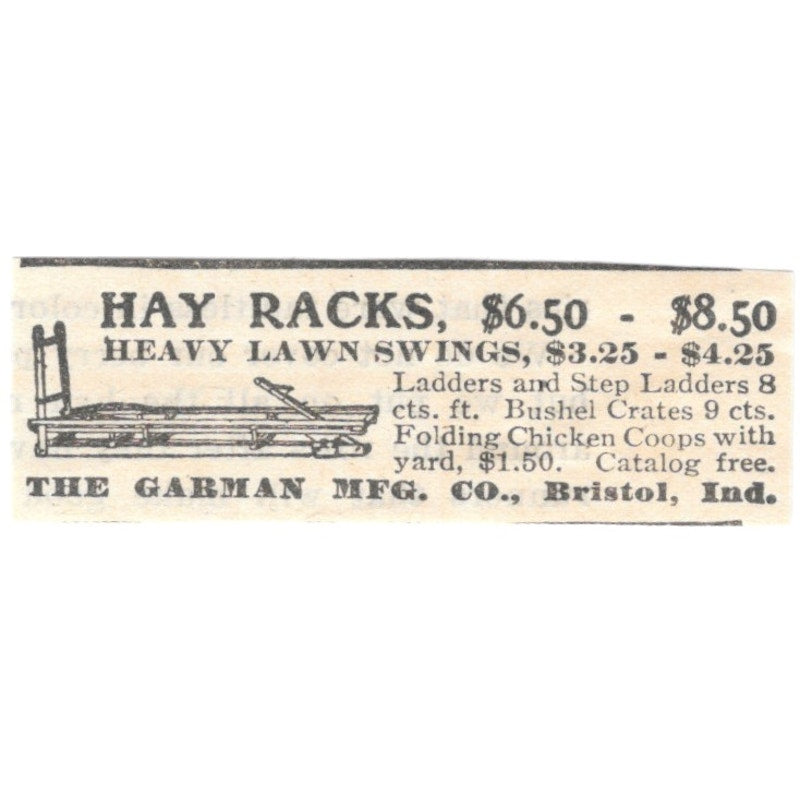 HAY RACKS, $6.50 - $8.50
HEAVY LAWN SWINGS, $3.25 - $4.25
Ladders and Step Ladders 8
cts. ft. Bushel Crates 9 cts.
Folding Chicken Coops with
yard, $1.50. Catalog free.
THE GARMAN MFG. CO., Bristol, Ind.